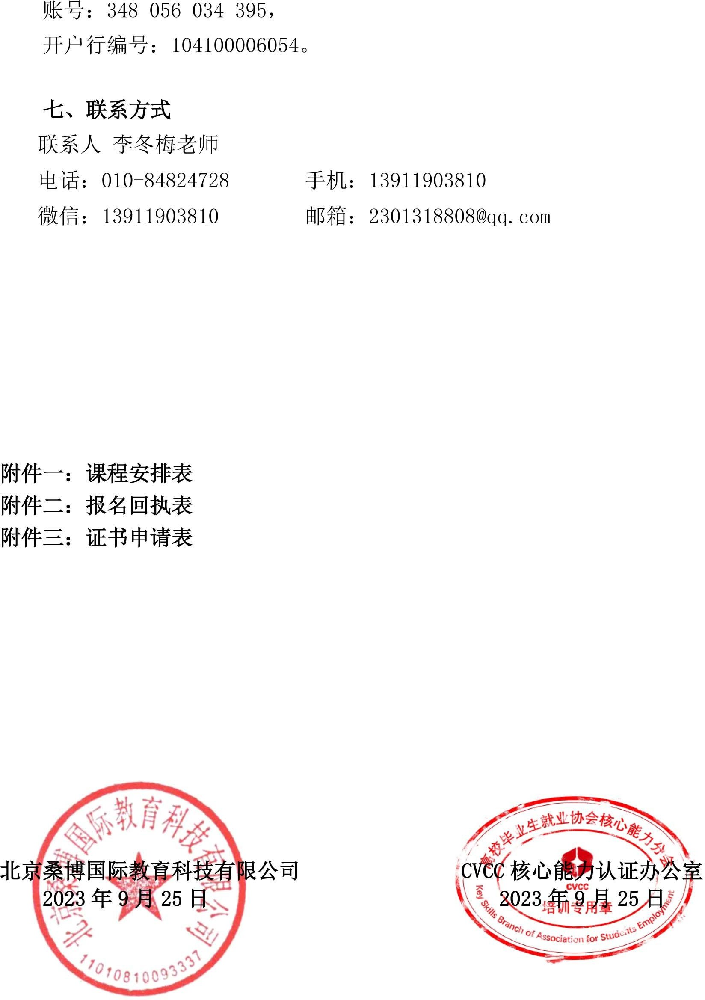 账号：348 056 034 395，
开户行编号：104100006054。
七、联系方式
联系人 李冬梅老师
电话：010-84824728 手机：13911903810
微信：13911903810 邮箱：2301318808@qq.com
附件一：课程安排表
附件二：报名回执表
附件三：证书申请表
北京桑博国际教育科技有限公司
1101081009337
北京桑博国际教育科技有限公司
2023 年 9 月 25 日
高校毕业生就业协会核心能力分会
CVCC 核心能力认证办公室
cvcc
2023 年 9 月 25 日
培训专用章
Key Skills Branch of Association for Students Employment